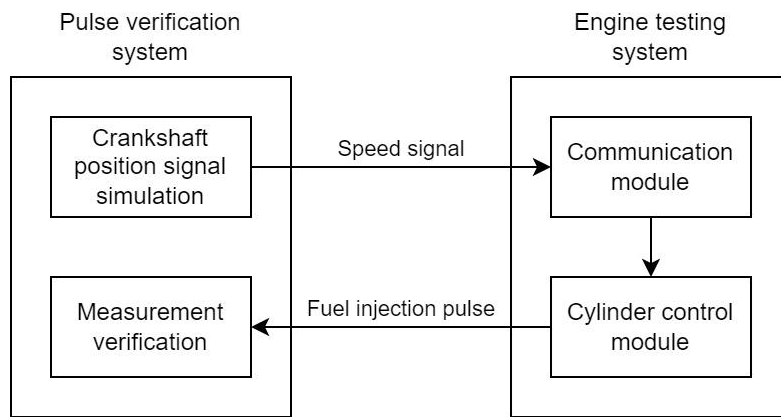 Pulse verification
system
Engine testing
system
Crankshaft
position signal
simulation
Speed signal
Communication
module
Measurement
verification
Fuel injection pulse
Cylinder control
module